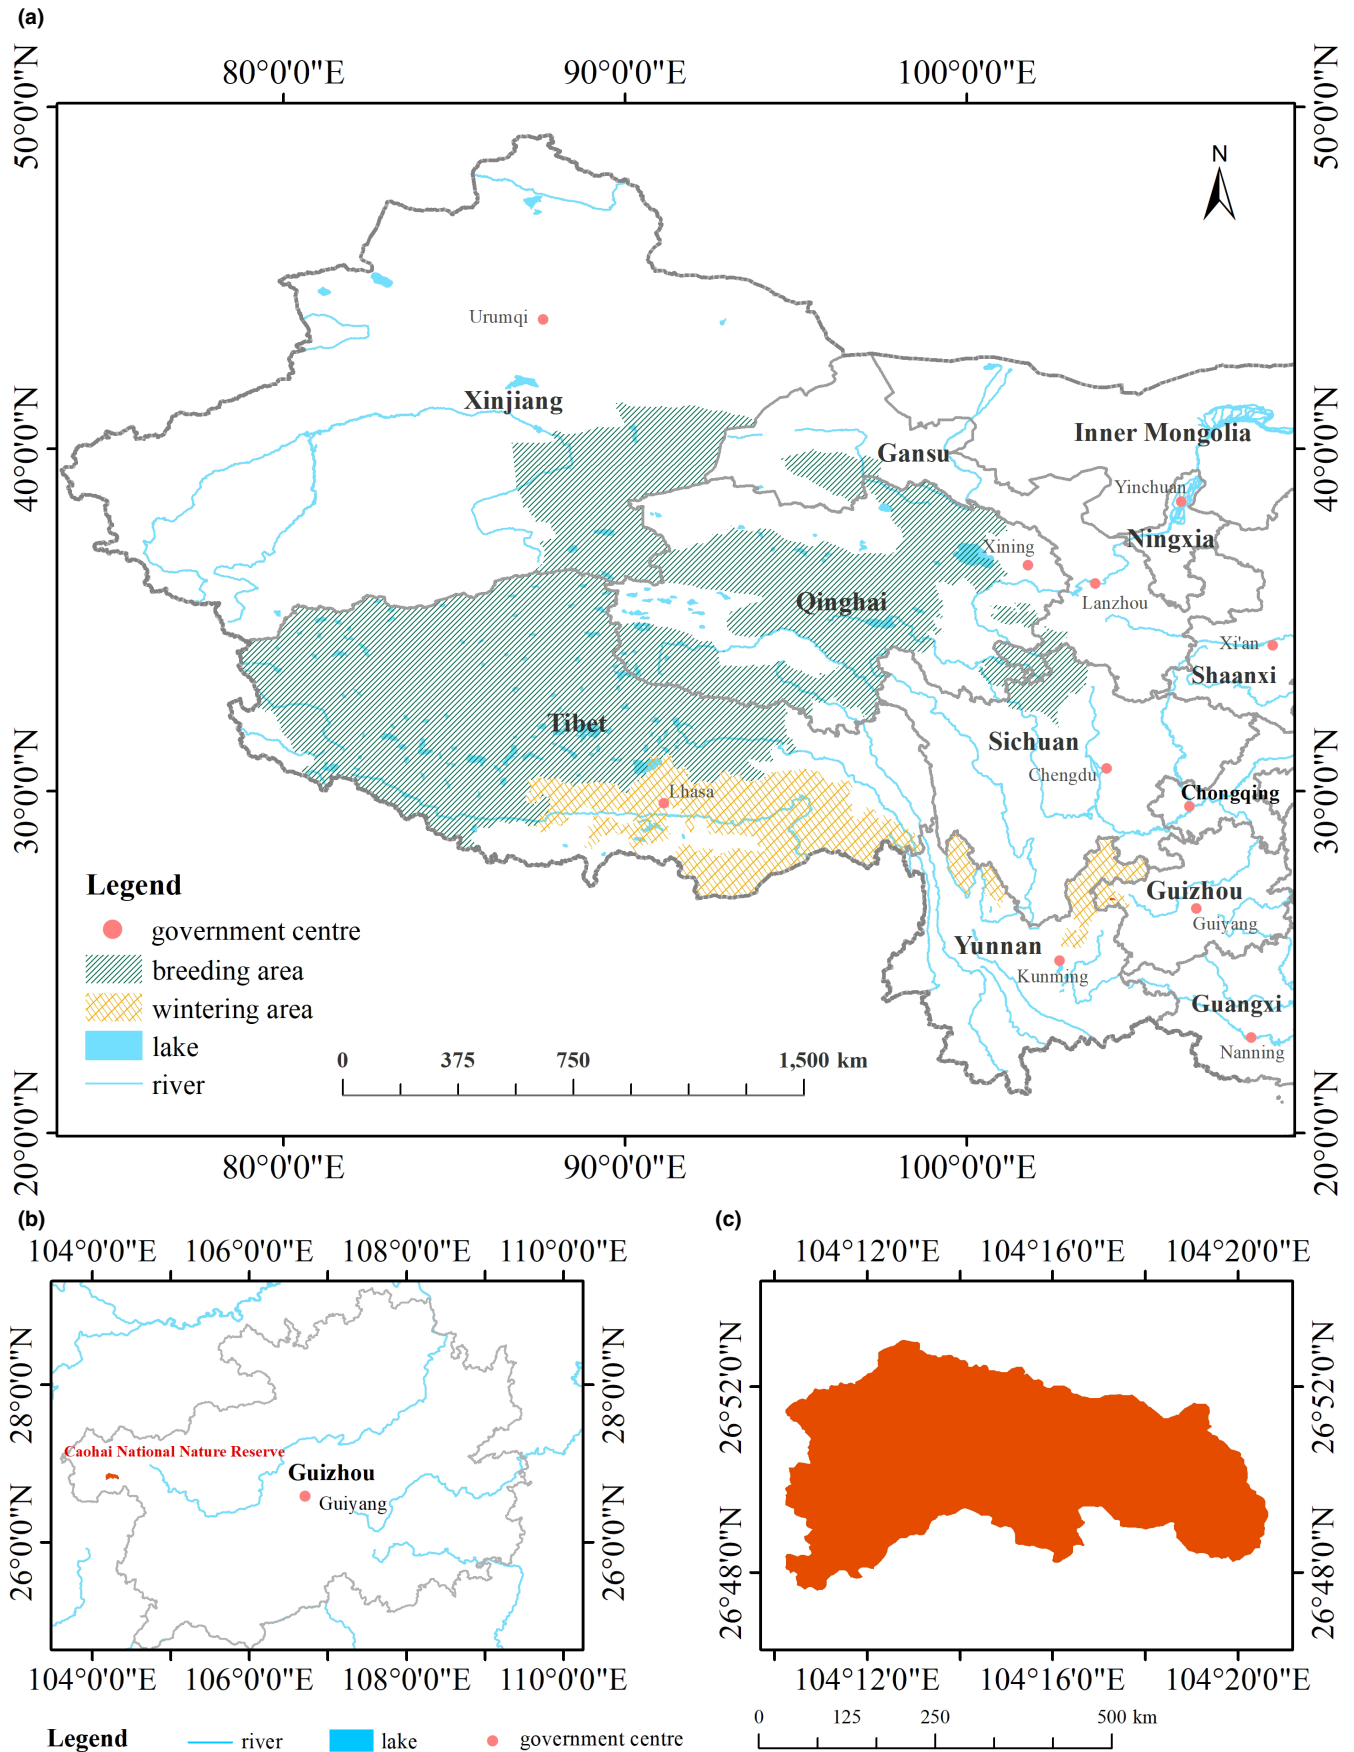 (a)
80°0'0"E 90°0'0"E 100°0'0"E
50°0'0"N 50°0'0"N
N
Urumqi
Xinjiang
40°0'0"N 40°0'0"N
Inner Mongolia
Gansu
Yinchuan
Ningxia
Xining
Qinghai
Lanzhou
Xi'an
Shaanxi
Tibet
Sichuan
Chengdu
30°0'0"N 30°0'0"N
Lhasa
Chongqing
Legend
Guizhou
Guiyang
government centre
Yunnan
breeding area
Kunming
wintering area
Guangxi
lake
Nanning
0 375 750 1,500 km
river
20°0'0"N 20°0'0"N
80°0'0"E 90°0'0"E 100°0'0"E
(b)
104°0'0"E 106°0'0"E 108°0'0"E 110°0'0"E
28°0'0"N 28°0'0"N
Caohai National Nature Reserve
Guizhou
Guiyang
26°0'0"N 26°0'0"N
104°0'0"E 106°0'0"E 108°0'0"E 110°0'0"E
Legend river lake government centre
(c)
104°12'0"E 104°16'0"E 104°20'0"E
26°52'0"N 26°52'0"N
26°48'0"N 26°48'0"N
104°12'0"E 104°16'0"E 104°20'0"E
0 125 250 500 km